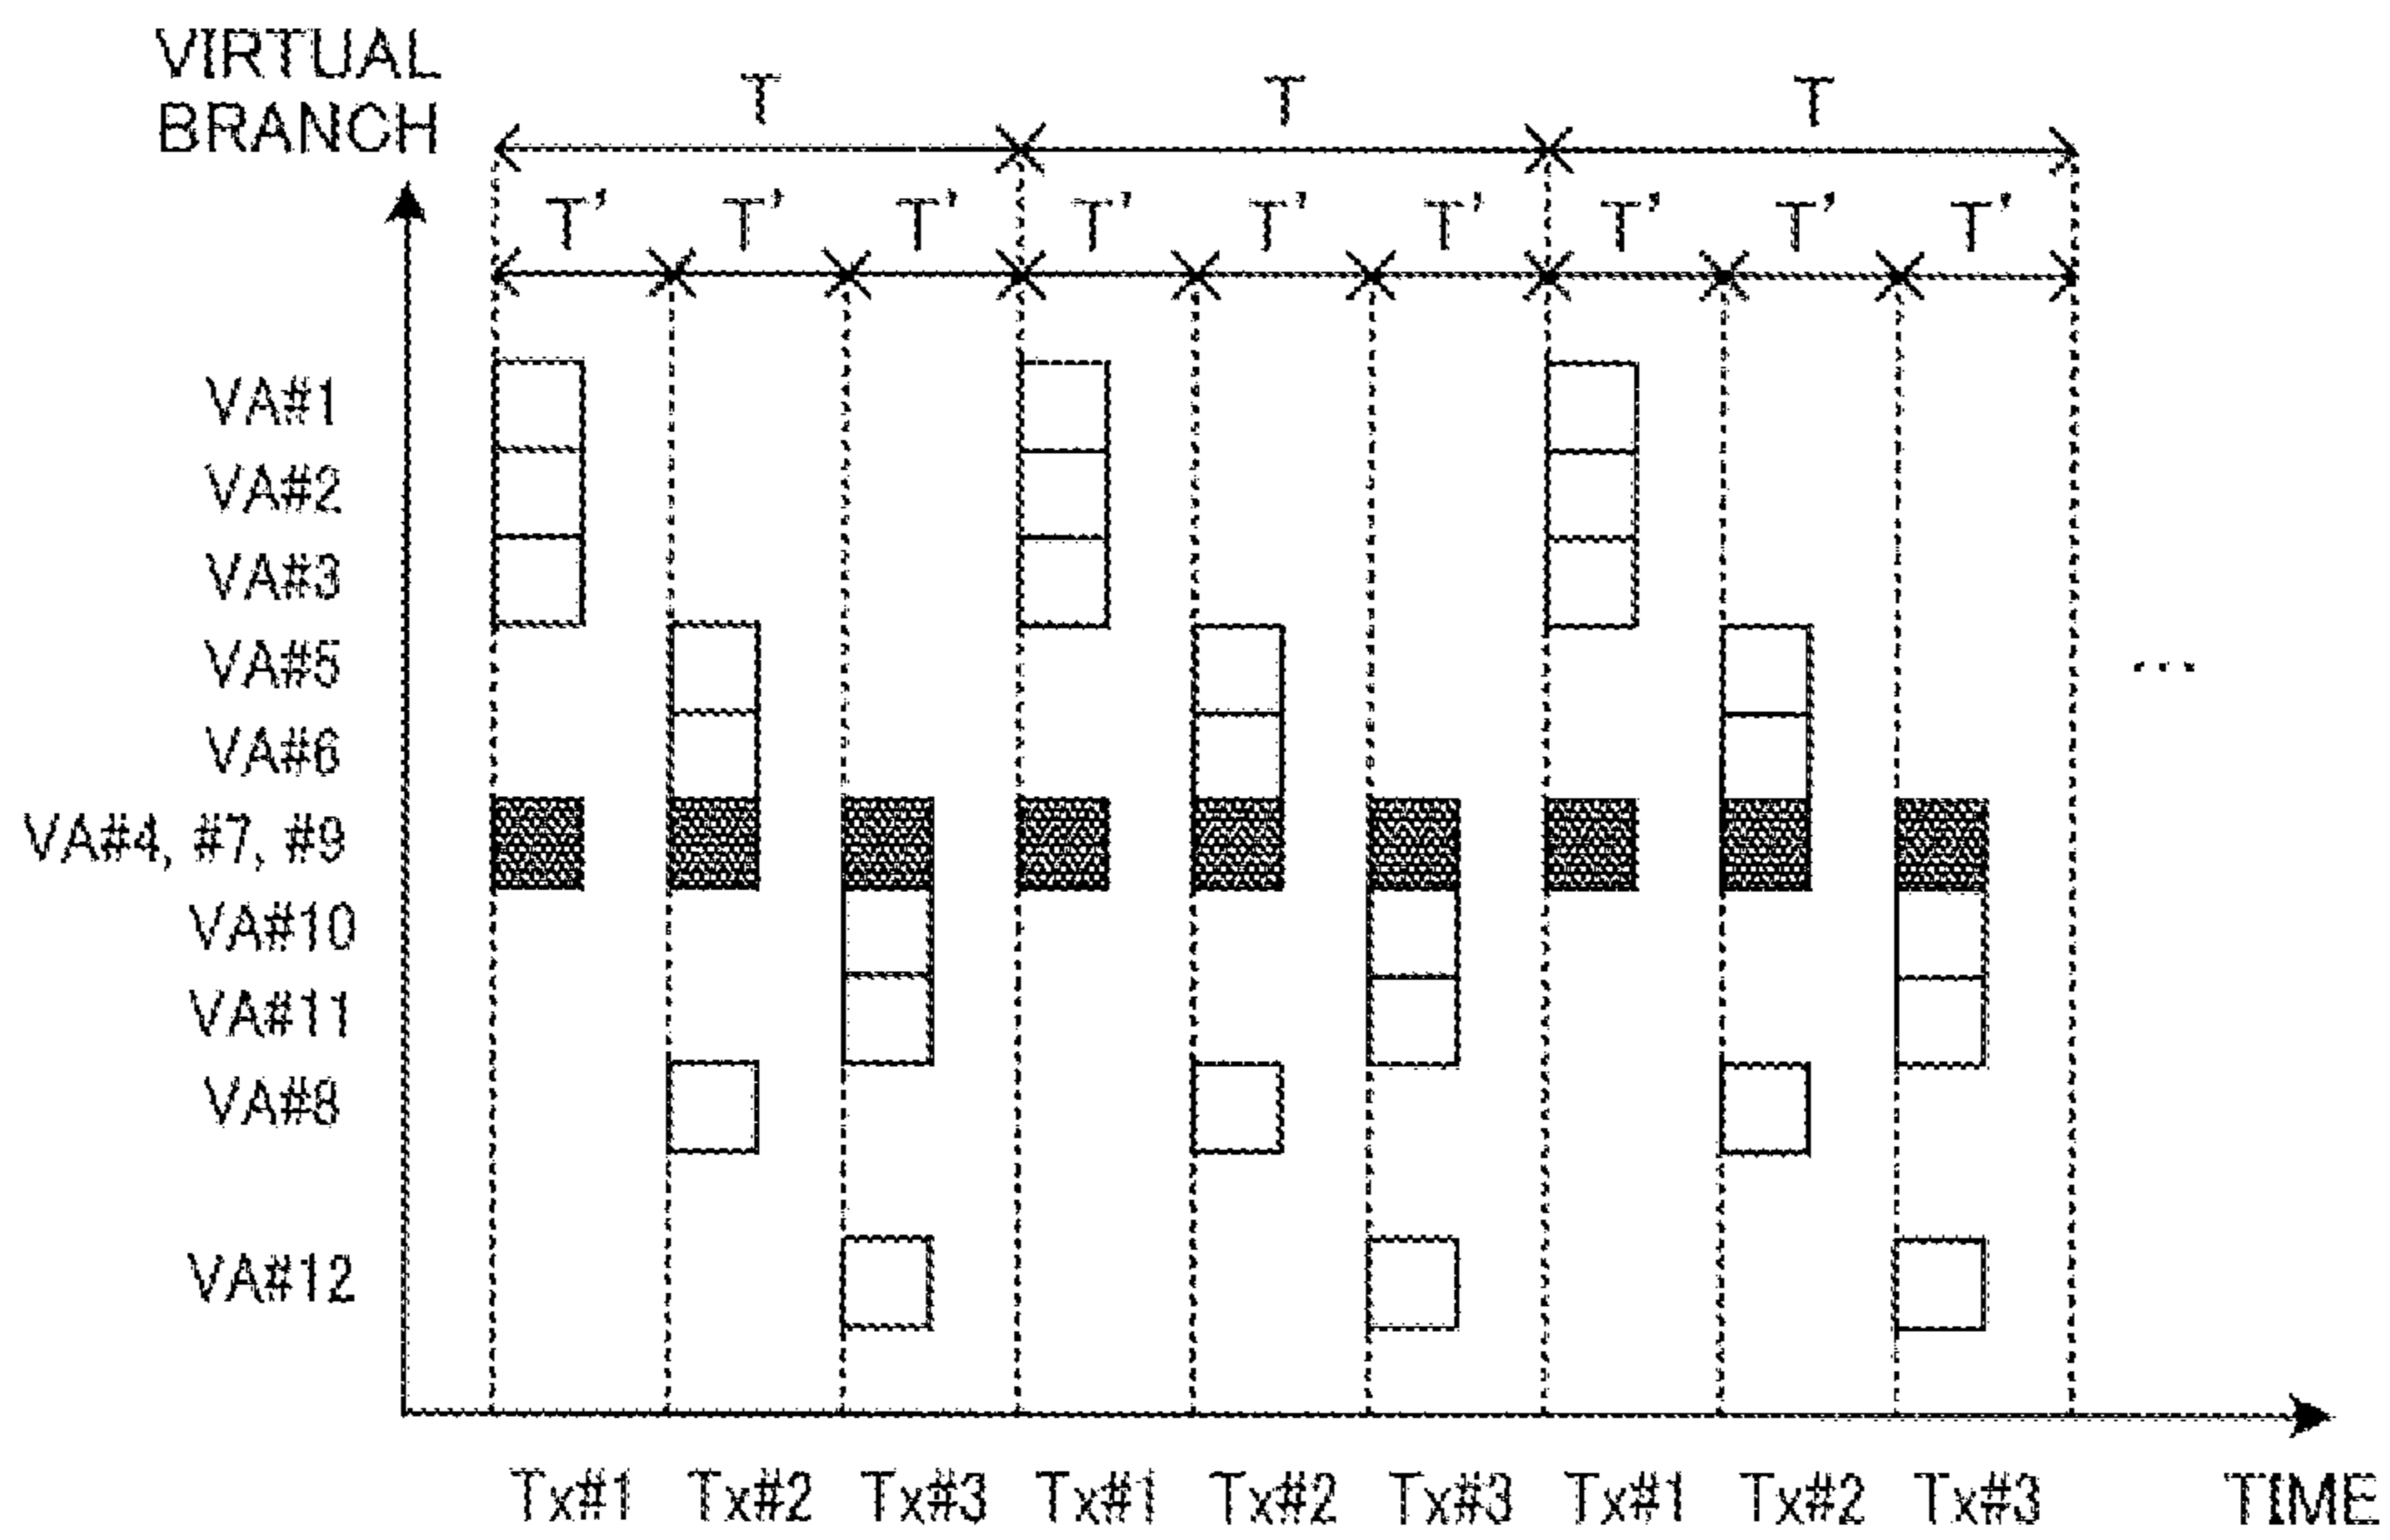 VIRTUAL
BRANCH
T T T
T' T' T' T' T' T' T' T' T'
VA#1
VA#2
VA#3
VA#5
...
VA#6
VA#4, #7, #9
VA#10
VA#11
VA#8
VA#12
Tx#1 Tx#2 Tx#3 Tx#1 Tx#2 Tx#3 Tx#1 Tx#2 Tx#3 TIME